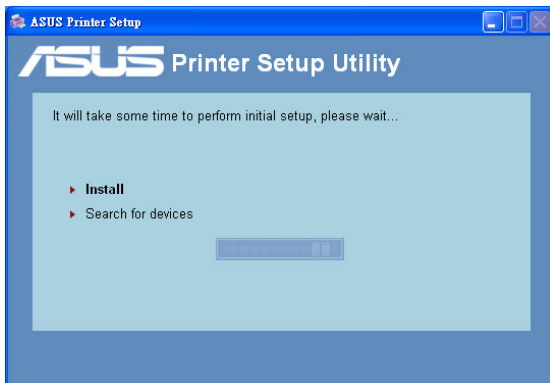 ASUS Printer Setup
ASUS Printer Setup Utility
It will take some time to perform initial setup, please wait...
Install
Search for devices